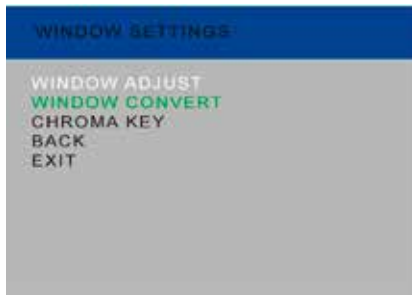 WINDOW SETTINGS
WINDOW ADJUST
WINDOW CONVERT
CHROMA KEY
BACK
EXIT